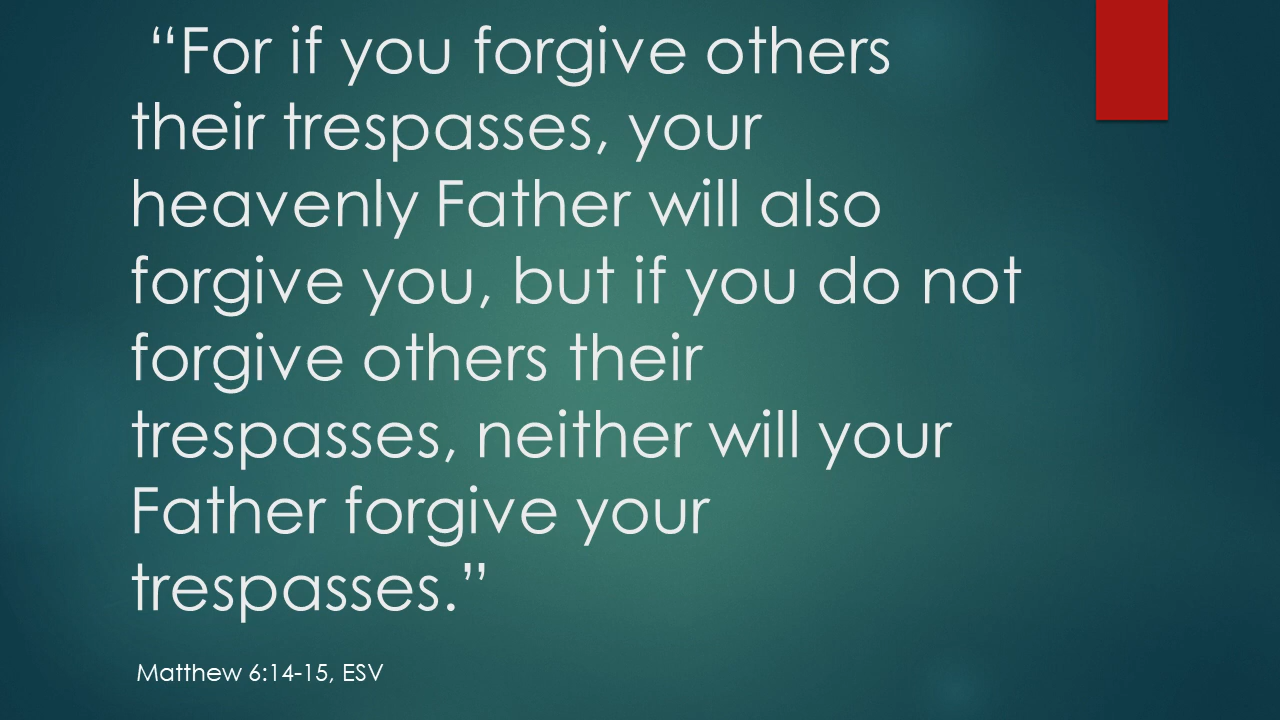 “For if you forgive others
their trespasses, your
heavenly Father will also
forgive you, but if you do not
forgive others their
trespasses, neither will your
Father forgive your
trespasses.”
Matthew 6:14-15, ESV